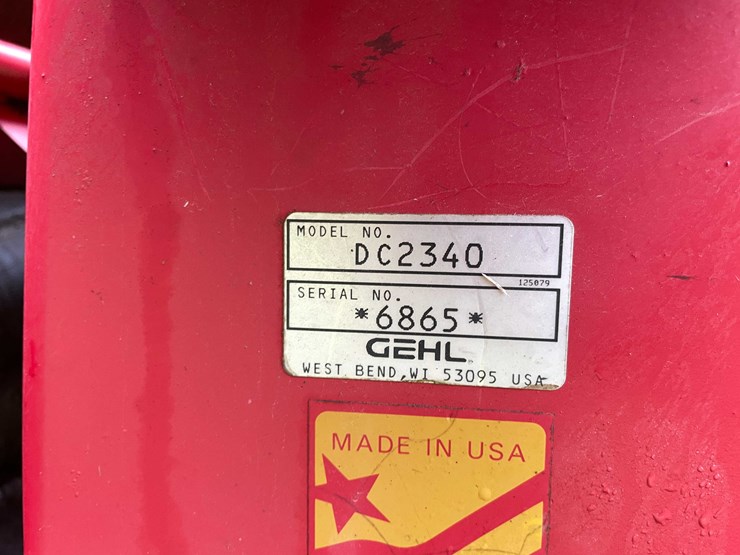 MODEL NO.
DC2340
125079
SERIAL NO.
*6865*
GEHL
WEST BEND, WI 53095 USA
MADE IN USA